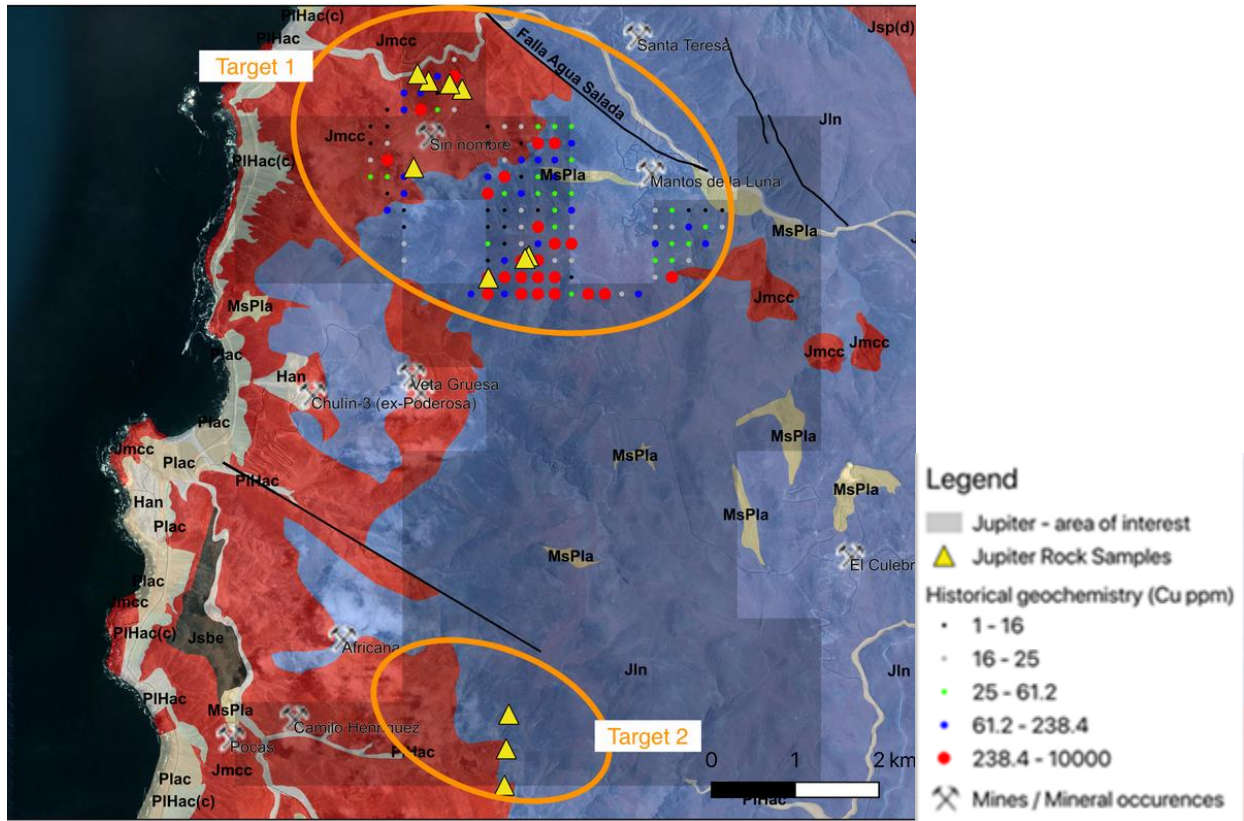 PlHac(c)
PlHac
Jmcc
Jsp(d)
Santa Teresa
Target 1
Falla Agua Salada
Jln
Jmcc
Sin nombre
PlHac(c)
MsPla
Mantos de la Luna
MsPla
Jmcc
MsPla
Plac
Jmcc
Jmcc
Han
Veta Gruesa
Chulín-3 (ex-Poderosa)
Plac
MsPla
Jmcc
Plac
MsPla
PlHac
Han
MsPla
MsPla
Plac
MsPla
El Culebr
Plac
Jmcc
PlHac(c)
Jsbe
Africana
Jln
Jln
PlHac
MsPla
Camilo Henríquez
Pocas
PlHac
Target 2
0 1 2 km
Jmcc
Plac
PlHac(c)
PlHac
Legend
Jupiter - area of interest
Jupiter Rock Samples
Historical geochemistry (Cu ppm)
1 - 16
16 - 25
25 - 61.2
61.2 - 238.4
238.4 - 10000
Mines / Mineral occurences